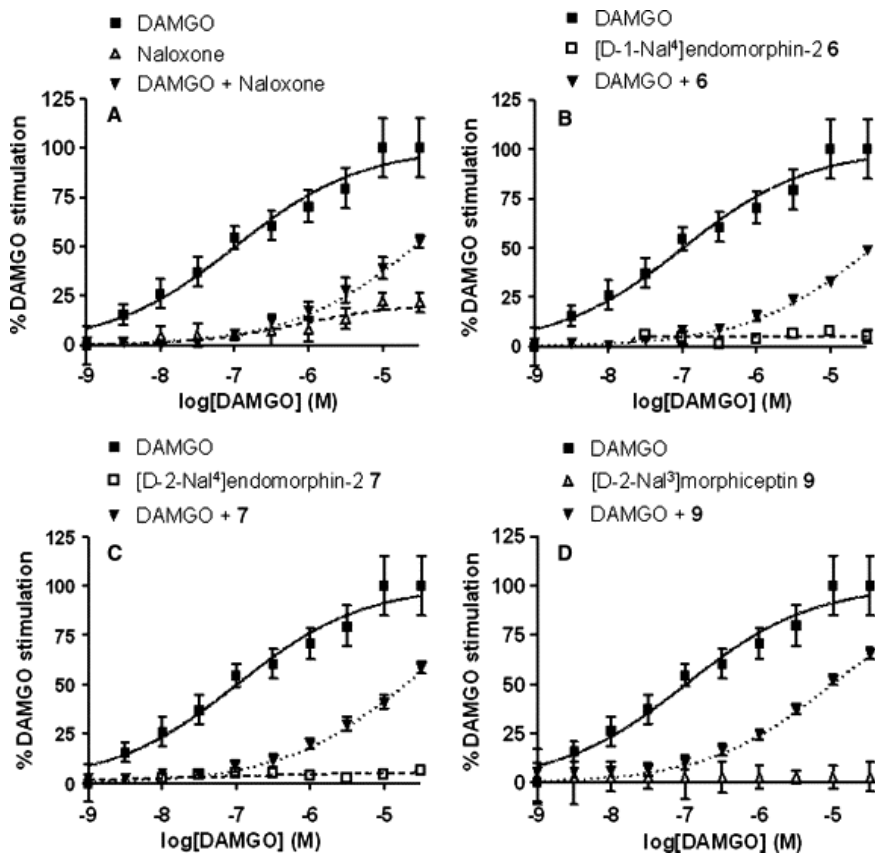 DAMGO
Naloxone
DAMGO + Naloxone
A
125
100
75
50
25
0
% DAMGO stimulation
-9 -8 -7 -6 -5
log[DAMGO] (M)
DAMGO
[D-1-Nal⁴]endomorphin-2 6
DAMGO + 6
B
125
100
75
50
25
0
% DAMGO stimulation
-9 -8 -7 -6 -5
log[DAMGO] (M)
DAMGO
[D-2-Nal⁴]endomorphin-2 7
DAMGO + 7
C
125
100
75
50
25
0
% DAMGO stimulation
-9 -8 -7 -6 -5
log[DAMGO] (M)
DAMGO
[D-2-Nal³]morphiceptin 9
DAMGO + 9
D
125
100
75
50
25
0
% DAMGO stimulation
-9 -8 -7 -6 -5
log[DAMGO] (M)